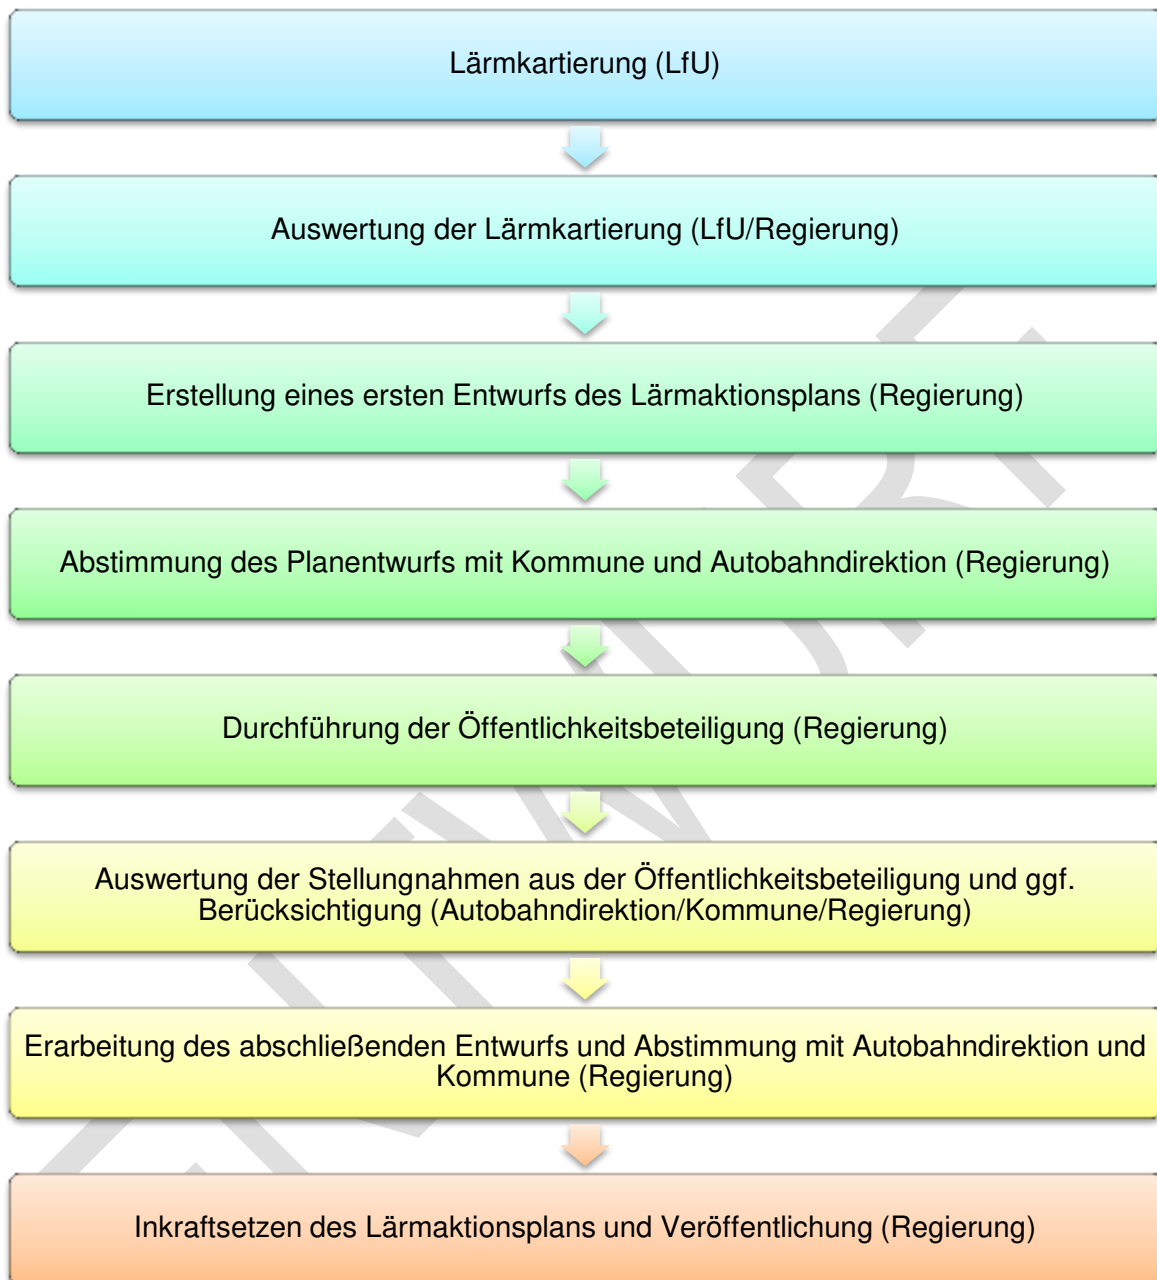 Lärmkartierung (LfU)
Auswertung der Lärmkartierung (LfU/Regierung)
Erstellung eines ersten Entwurfs des Lärmaktionsplans (Regierung)
Abstimmung des Planentwurfs mit Kommune und Autobahndirektion (Regierung)
Durchführung der Öffentlichkeitsbeteiligung (Regierung)
Auswertung der Stellungnahmen aus der Öffentlichkeitsbeteiligung und ggf.
Berücksichtigung (Autobahndirektion/Kommune/Regierung)
Erarbeitung des abschließenden Entwurfs und Abstimmung mit Autobahndirektion und
Kommune (Regierung)
Inkraftsetzen des Lärmaktionsplans und Veröffentlichung (Regierung)
ENTWURF